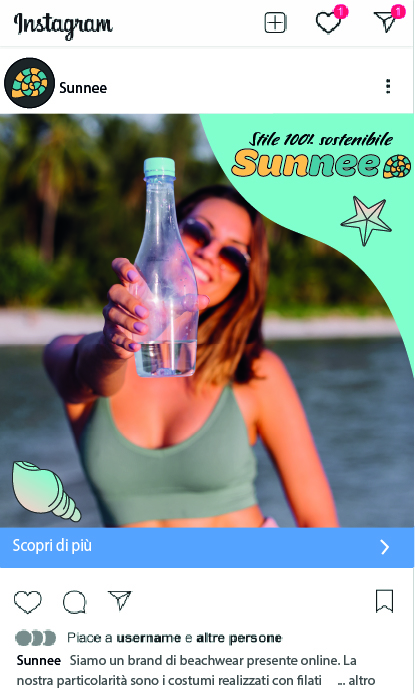 Instagram
1
1
Sunnee
Stile 100% sostenibile
Sunnee
Scopri di più
Piace a username e altre persone
Sunnee Siamo un brand di beachwear presente online. La
nostra particolarità sono i costumi realizzati con filati ... altro